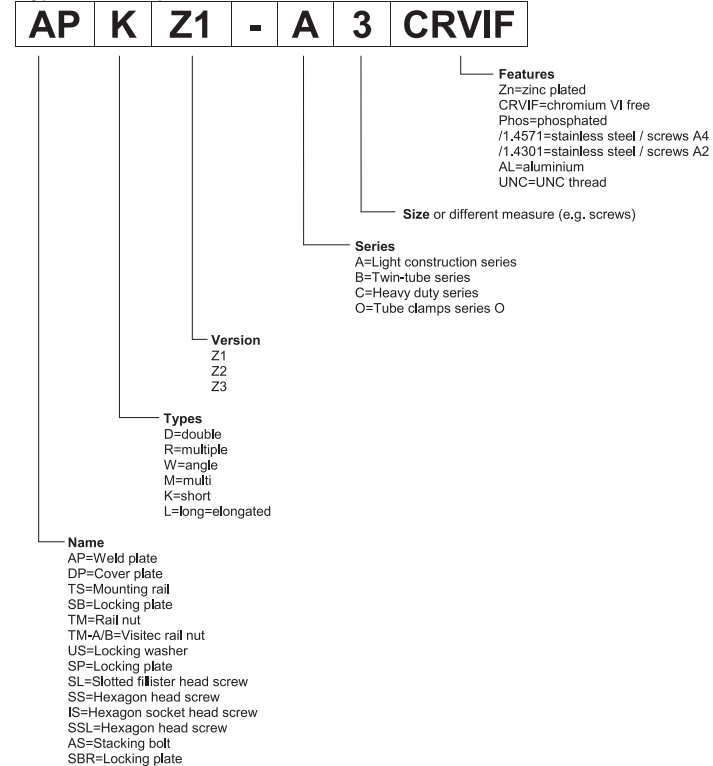 AP K Z1 - A 3 CRVIF
Features
Zn=zinc plated
CRVIF=chromium VI free
Phos=phosphated
/1.4571=stainless steel / screws A4
/1.4301=stainless steel / screws A2
AL=aluminium
UNC=UNC thread
Size or different measure (e.g. screws)
Series
A=Light construction series
B=Twin-tube series
C=Heavy duty series
O=Tube clamps series O
Version
Z1
Z2
Z3
Types
D=double
R=multiple
W=angle
M=multi
K=short
L=long=elongated
Name
AP=Weld plate
DP=Cover plate
TS=Mounting rail
SB=Locking plate
TM=Rail nut
TM-A/B=Visitec rail nut
US=Locking washer
SP=Locking plate
SL=Slotted fillister head screw
SS=Hexagon head screw
IS=Hexagon socket head screw
SSL=Hexagon head screw
AS=Stacking bolt
SBR=Locking plate